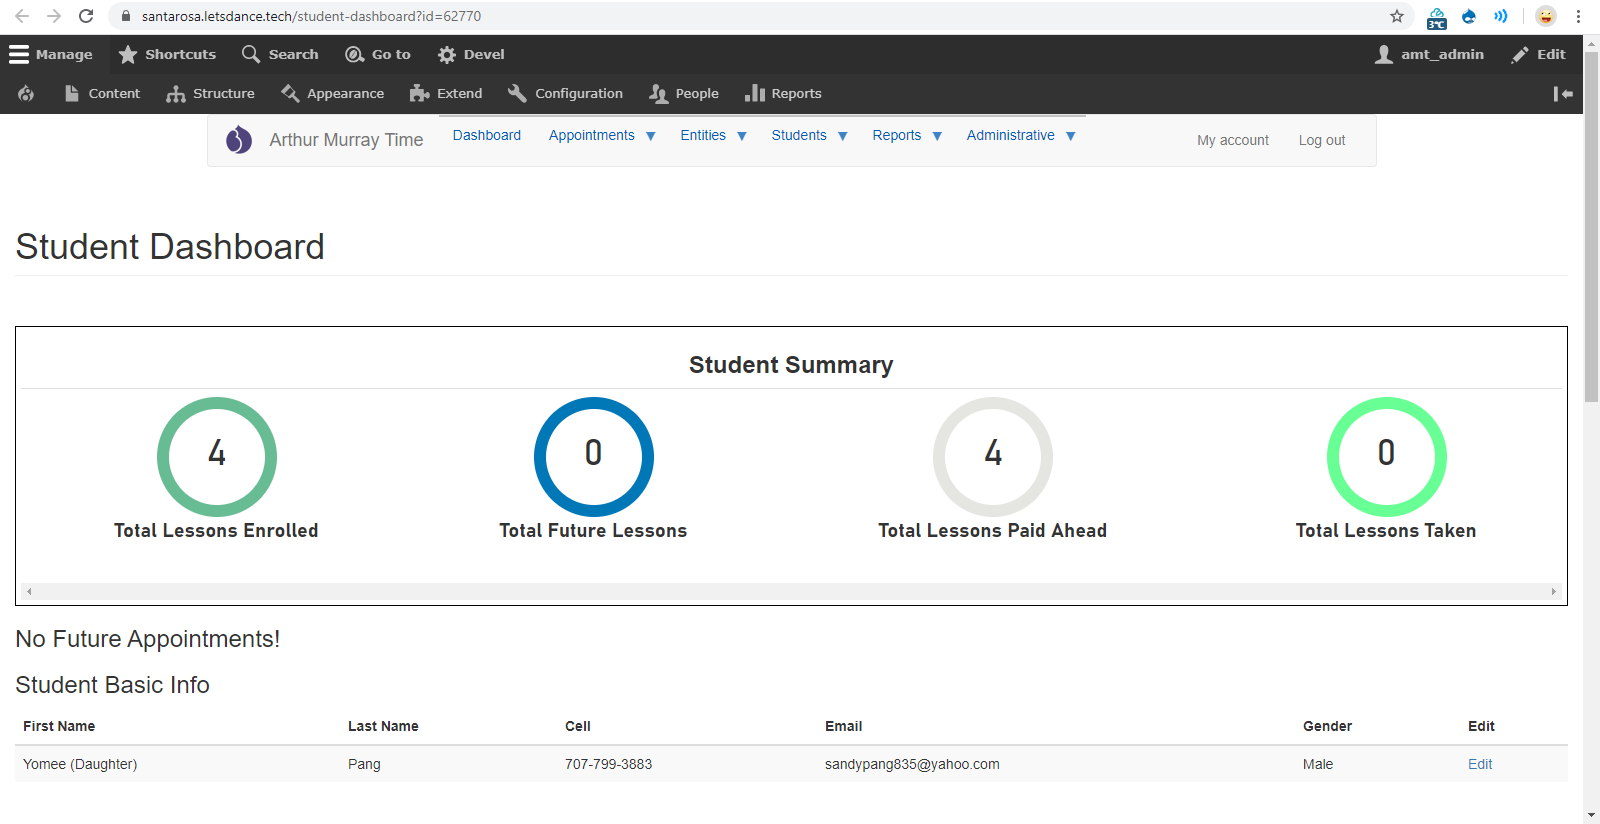 santarosa.letsdance.tech/student-dashboard?id=62770
3°C
Manage Shortcuts Search Go to Devel amt_admin Edit
Content Structure Appearance Extend Configuration People Reports
Arthur Murray Time Dashboard Appointments ▼ Entities ▼ Students ▼ Reports ▼ Administrative ▼ My account Log out
Student Dashboard
Student Summary
4 0 4 0
Total Lessons Enrolled Total Future Lessons Total Lessons Paid Ahead Total Lessons Taken
No Future Appointments!
Student Basic Info
First Name Last Name Cell Email Gender Edit
Yomee (Daughter) Pang 707-799-3883 sandypang835@yahoo.com Male Edit